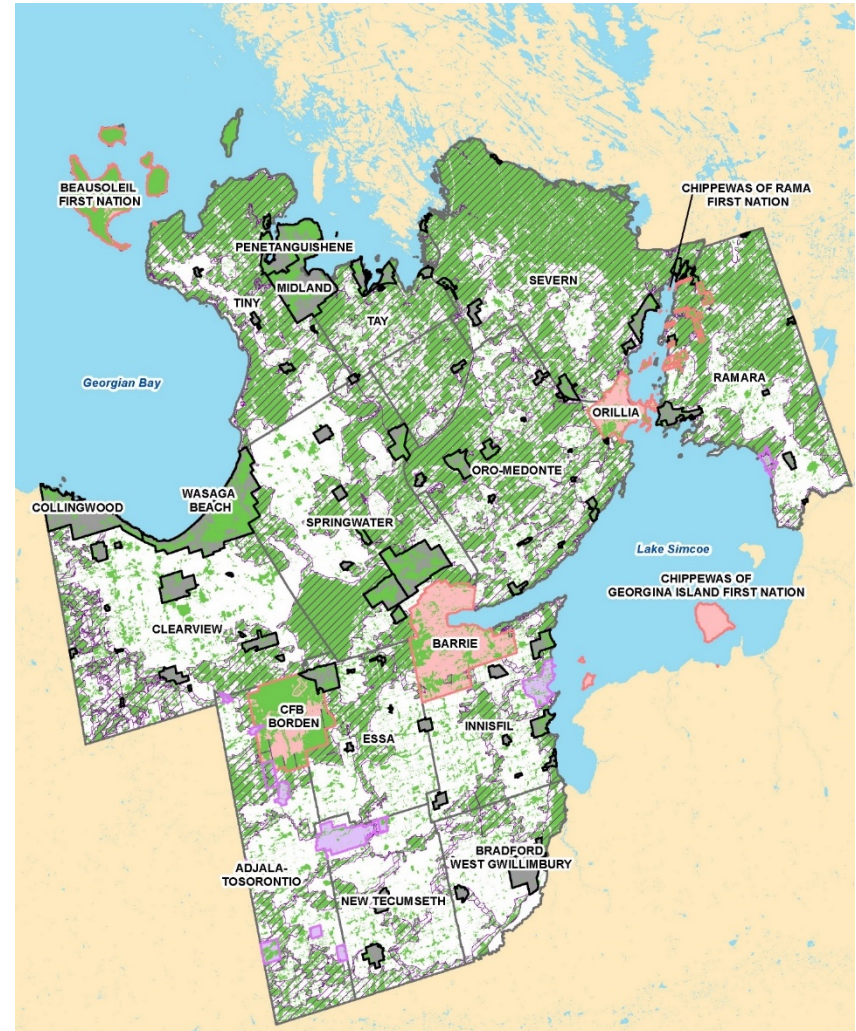 BEAUSOLEIL
FIRST NATION
CHIPPEWAS OF RAMA
FIRST NATION
PENETANGUISHENE
MIDLAND
SEVERN
TINY
TAY
RAMARA
Georgian Bay
ORILLIA
ORO-MEDONTE
WASAGA
BEACH
COLLINGWOOD
SPRINGWATER
Lake Simcoe
CHIPPEWAS OF
GEORGINA ISLAND FIRST NATION
CLEARVIEW
BARRIE
CFB
BORDEN
INNISFIL
ESSA
BRADFORD
WEST GWILLIMBURY
ADJALA-
TOSORONTIO
NEW TECUMSETH